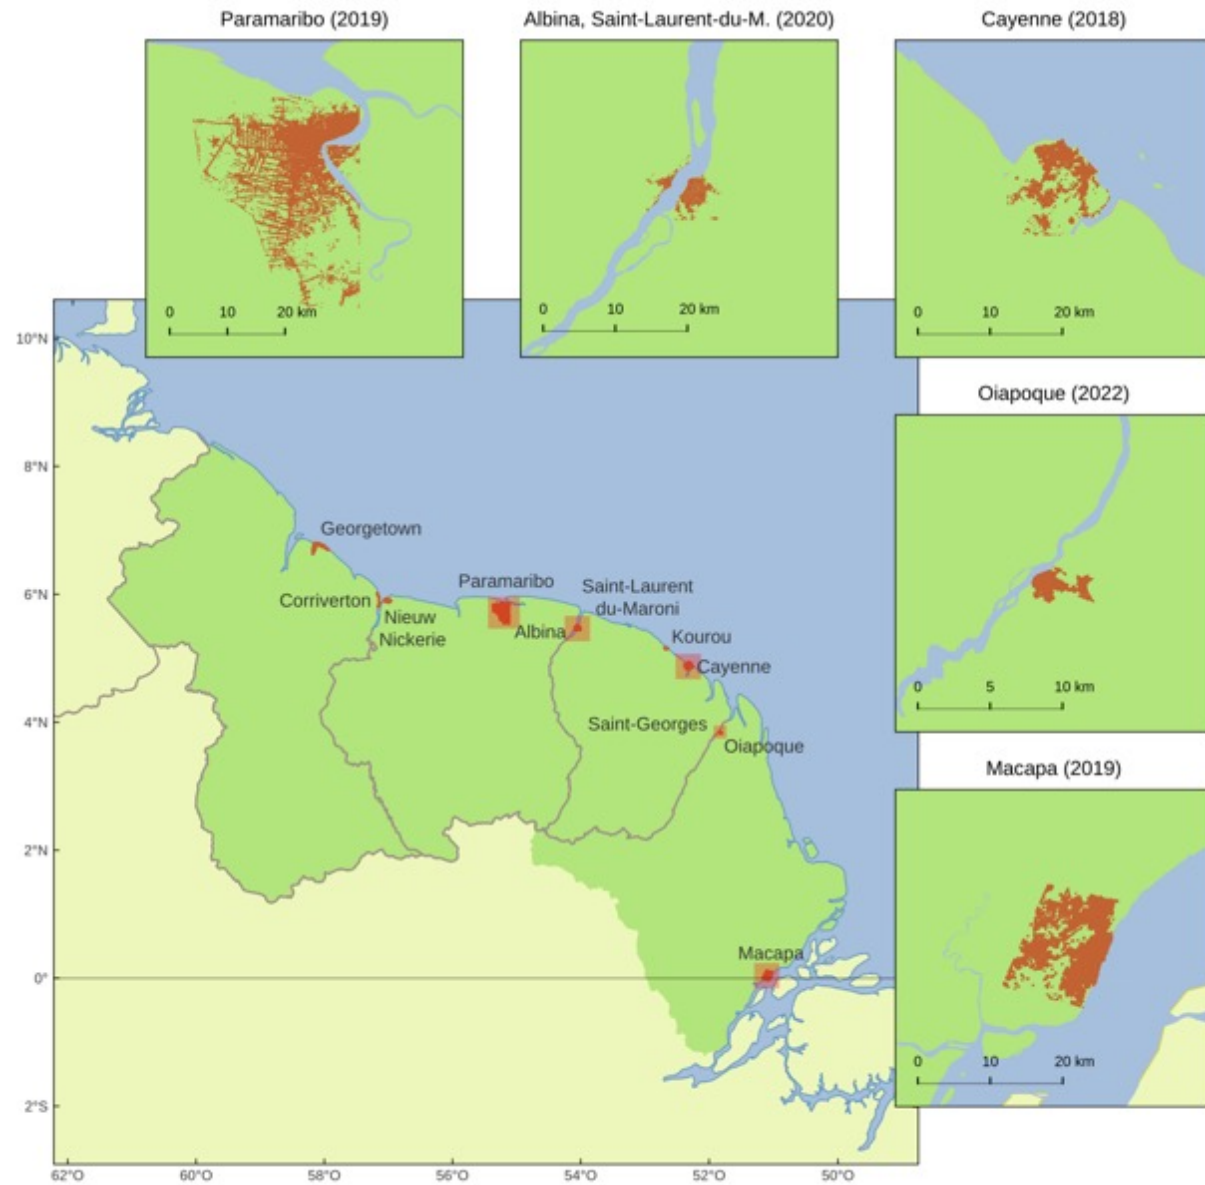 Paramaribo (2019)
Albina, Saint-Laurent-du-M. (2020)
Cayenne (2018)
0 10 20 km
0 10 20 km
0 10 20 km
Oiapoque (2022)
0 5 10 km
Macapa (2019)
0 10 20 km
10°N
8°N
6°N
4°N
2°N
0°
2°S
62°O
60°O
58°O
56°O
54°O
52°O
50°O
Georgetown
Corriverton
Nieuw
Nickerie
Paramaribo
Albina
Saint-Laurent
du-Maroni
Kourou
Cayenne
Saint-Georges
Oiapoque
Macapa